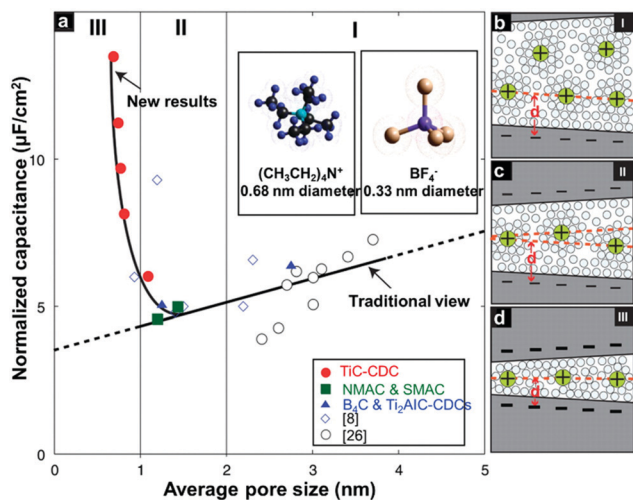 a
III
II
I
New results
(CH3CH2)4N+
0.68 nm diameter
BF4-
0.33 nm diameter
Traditional view
TiC-CDC
NMAC & SMAC
B4C & Ti2AlC-CDCs
[8]
[26]
Normalized capacitance (µF/cm²)
10
5
0
0
1
2
3
4
5
Average pore size (nm)
b
I
d
c
II
d
d
III
d